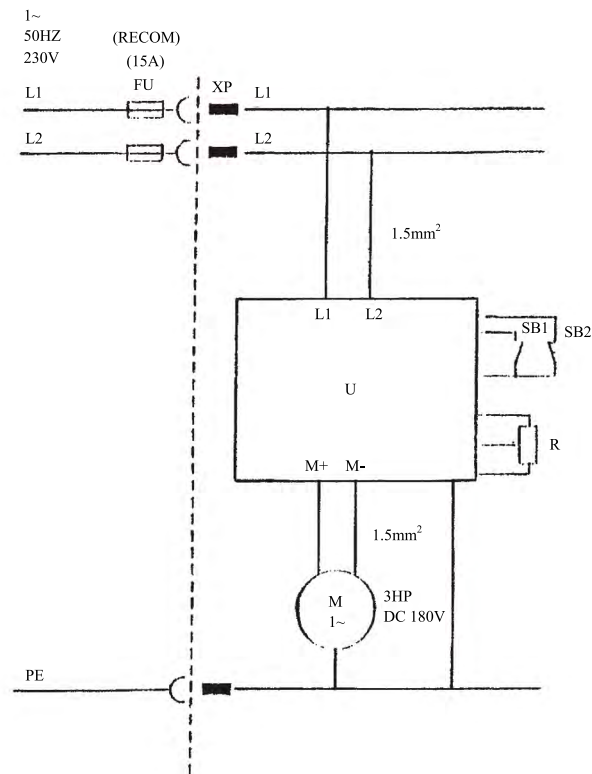 1~
50HZ
230V
(RECOM)
(15A)
FU
XP
L1
L1
L2
L2
1.5mm²
L1 L2
SB1 SB2
U
R
M+ M-
1.5mm²
M
1~
3HP
DC 180V
PE